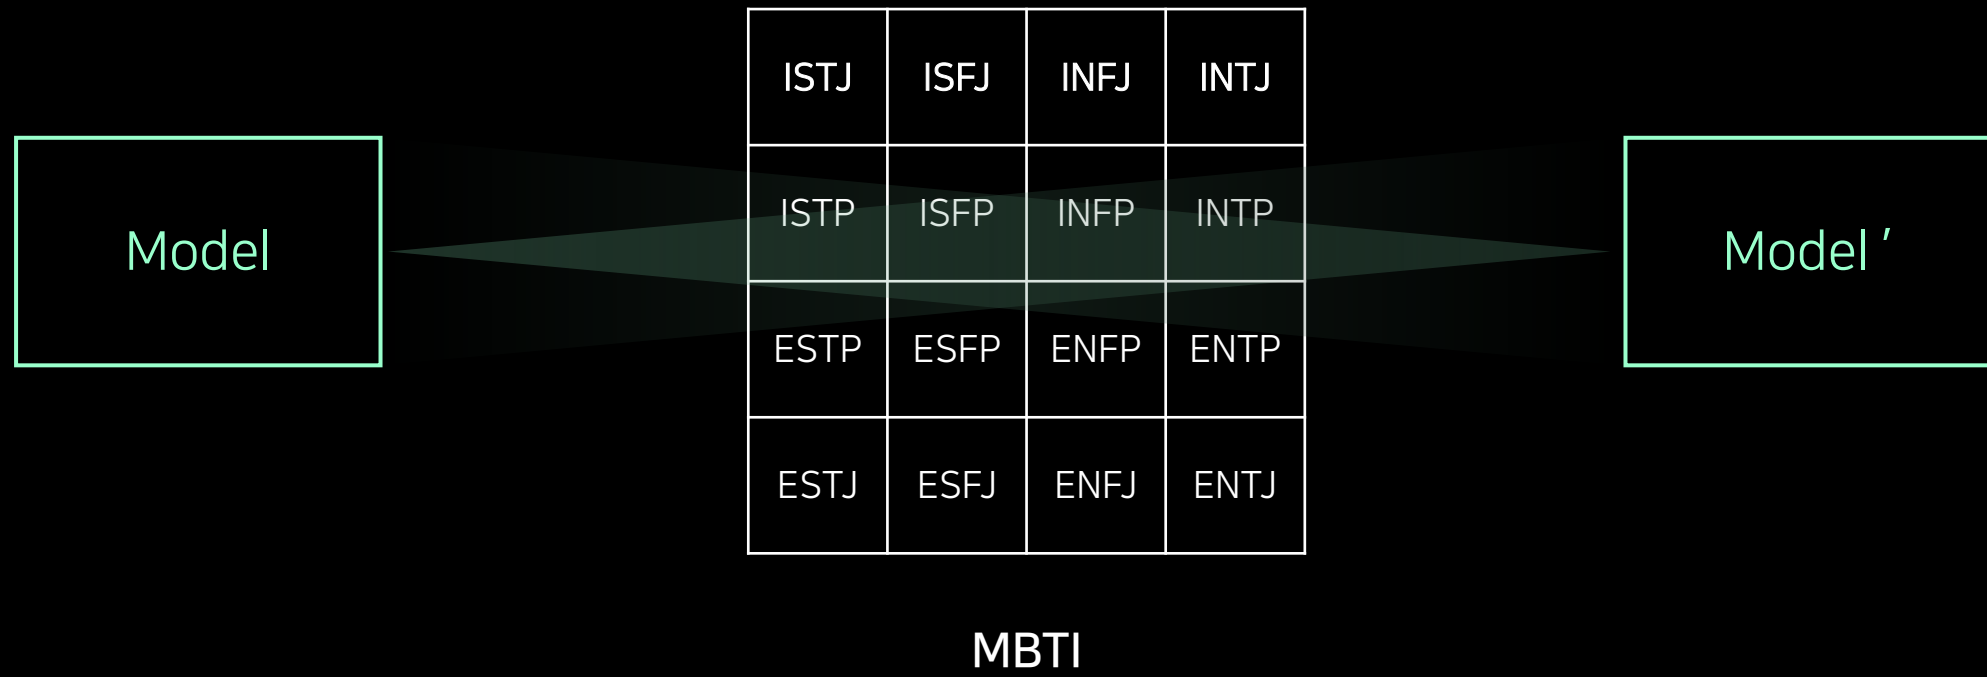 ISTJ ISFJ INFJ INTJ
ISTP ISFP INFP INTP
Model
Model ′
ESTP ESFP ENFP ENTP
ESTJ ESFJ ENFJ ENTJ
MBTI